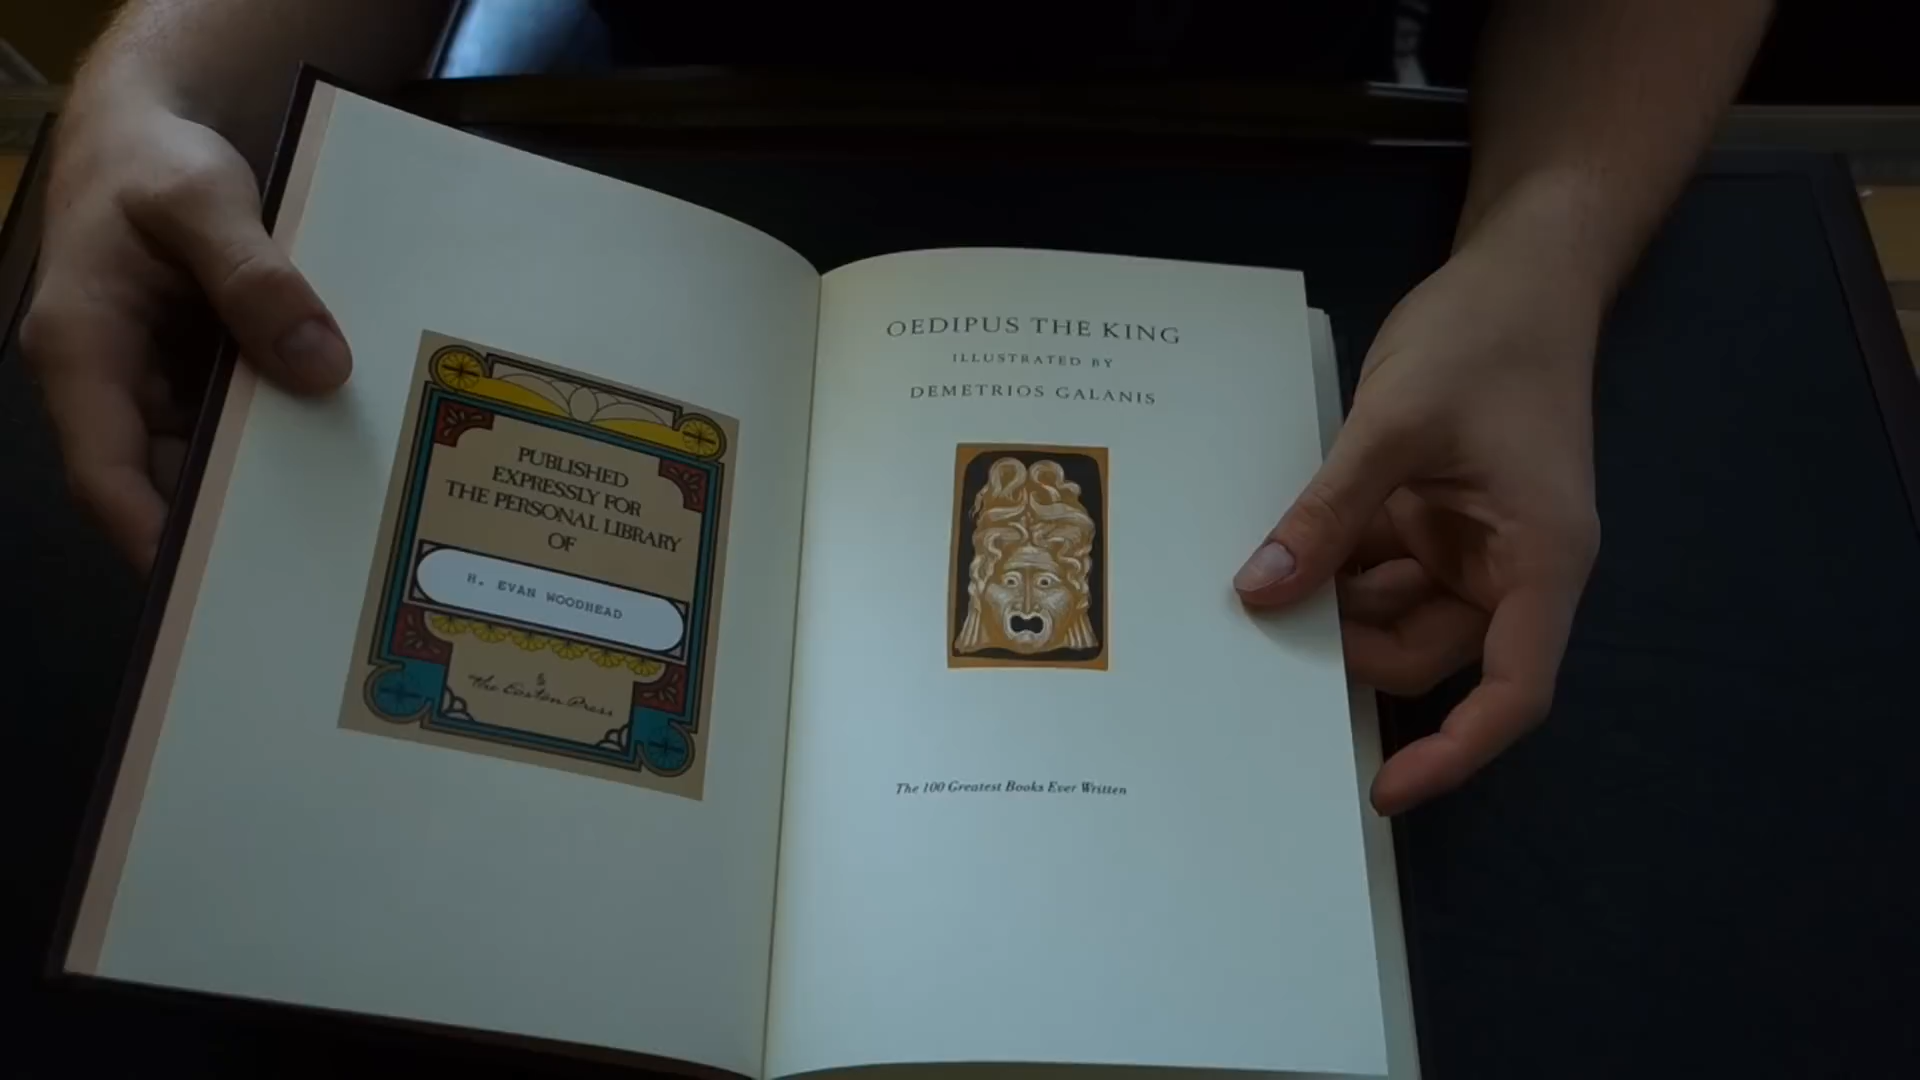 PUBLISHED
EXPRESSLY FOR
THE PERSONAL LIBRARY
OF
H. EVAN WOODHEAD
The Easton Press
OEDIPUS THE KING
ILLUSTRATED BY
DEMETRIOS GALANIS
The 100 Greatest Books Ever Written